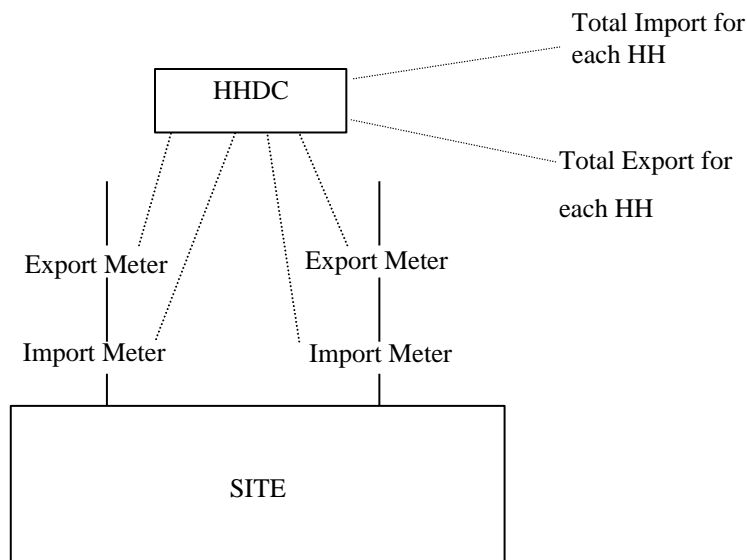 Total Import for
each HH
HHDC
Total Export for
each HH
Export Meter
Export Meter
Import Meter
Import Meter
SITE